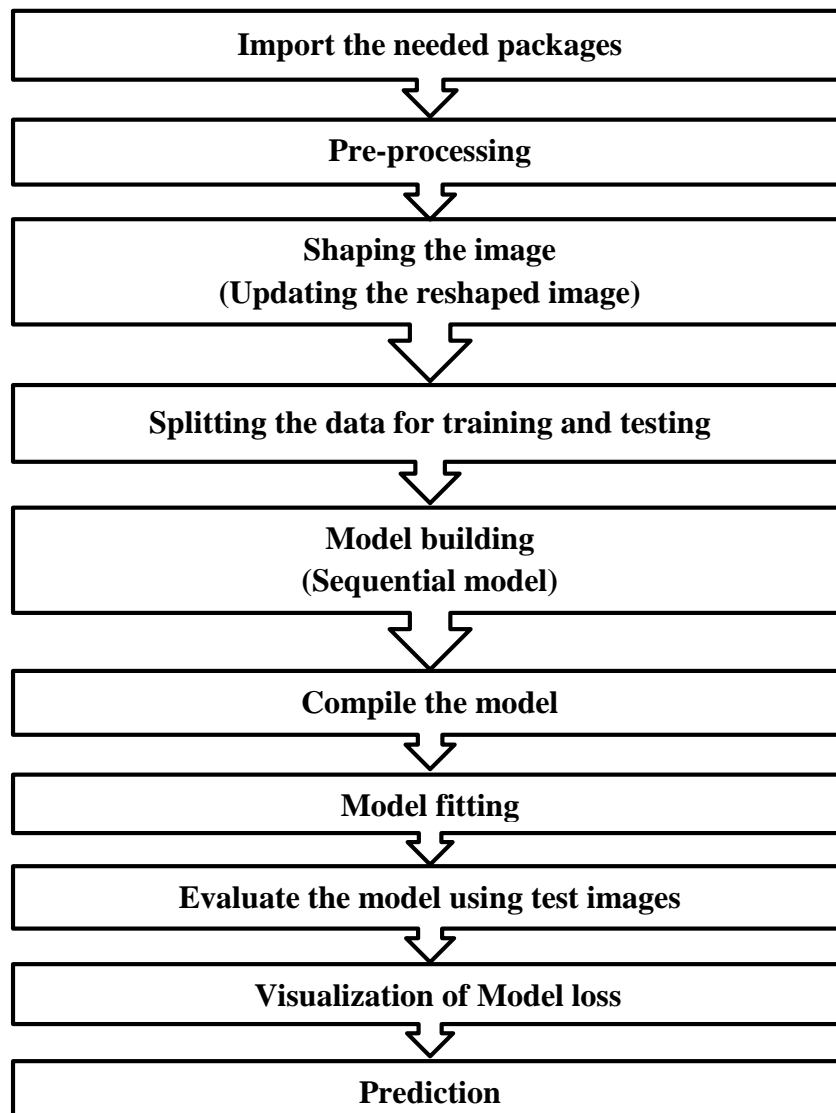 Import the needed packages
Pre-processing
Shaping the image
(Updating the reshaped image)
Splitting the data for training and testing
Model building
(Sequential model)
Compile the model
Model fitting
Evaluate the model using test images
Visualization of Model loss
Prediction